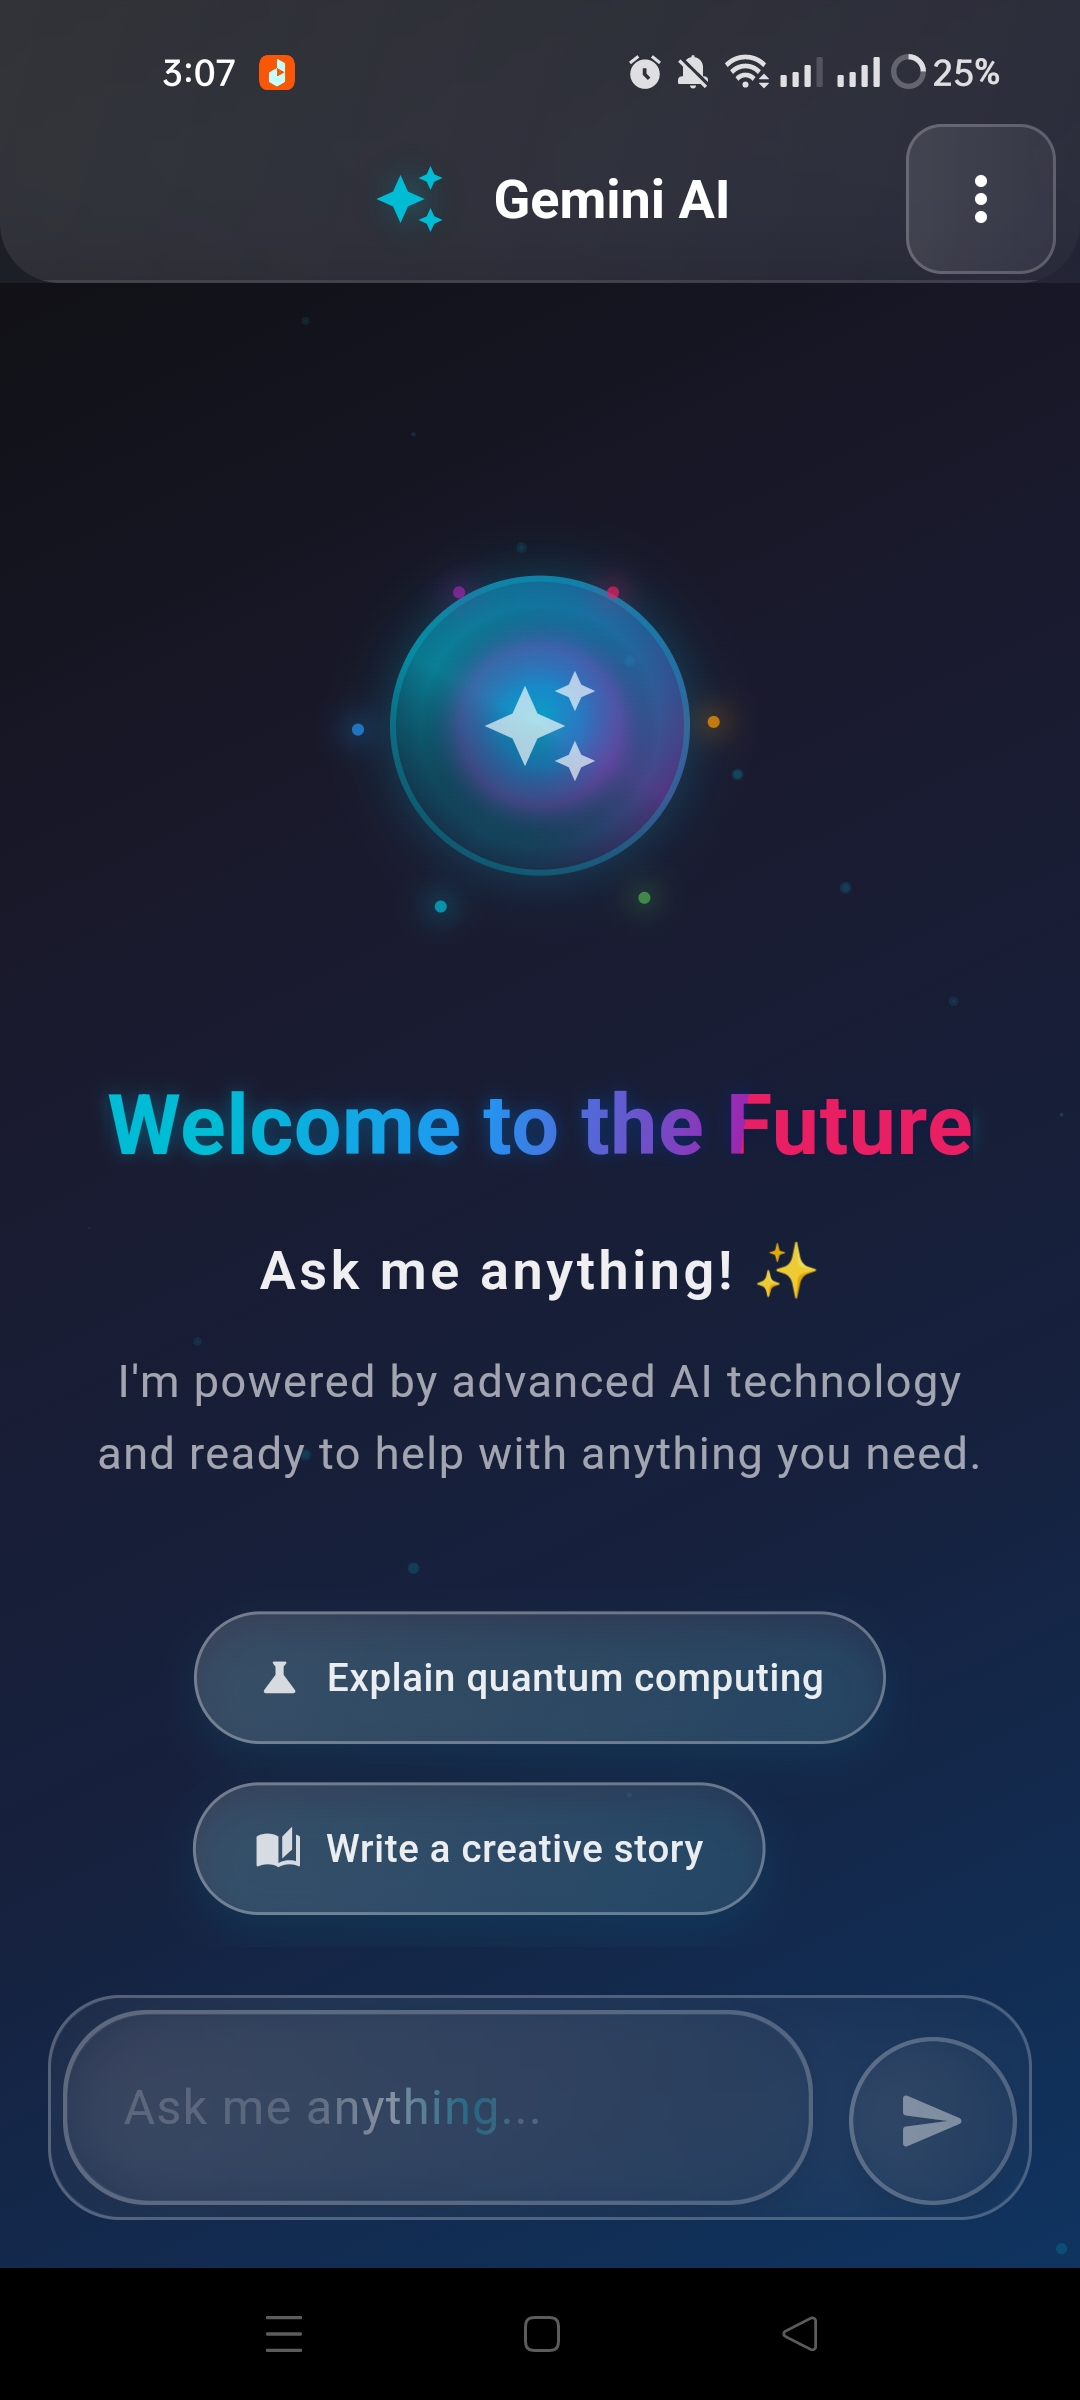 3:07
25%
Gemini AI
Welcome to the Future
Ask me anything! ✨
I'm powered by advanced AI technology
and ready to help with anything you need.
Explain quantum computing
Write a creative story
Ask me anything...